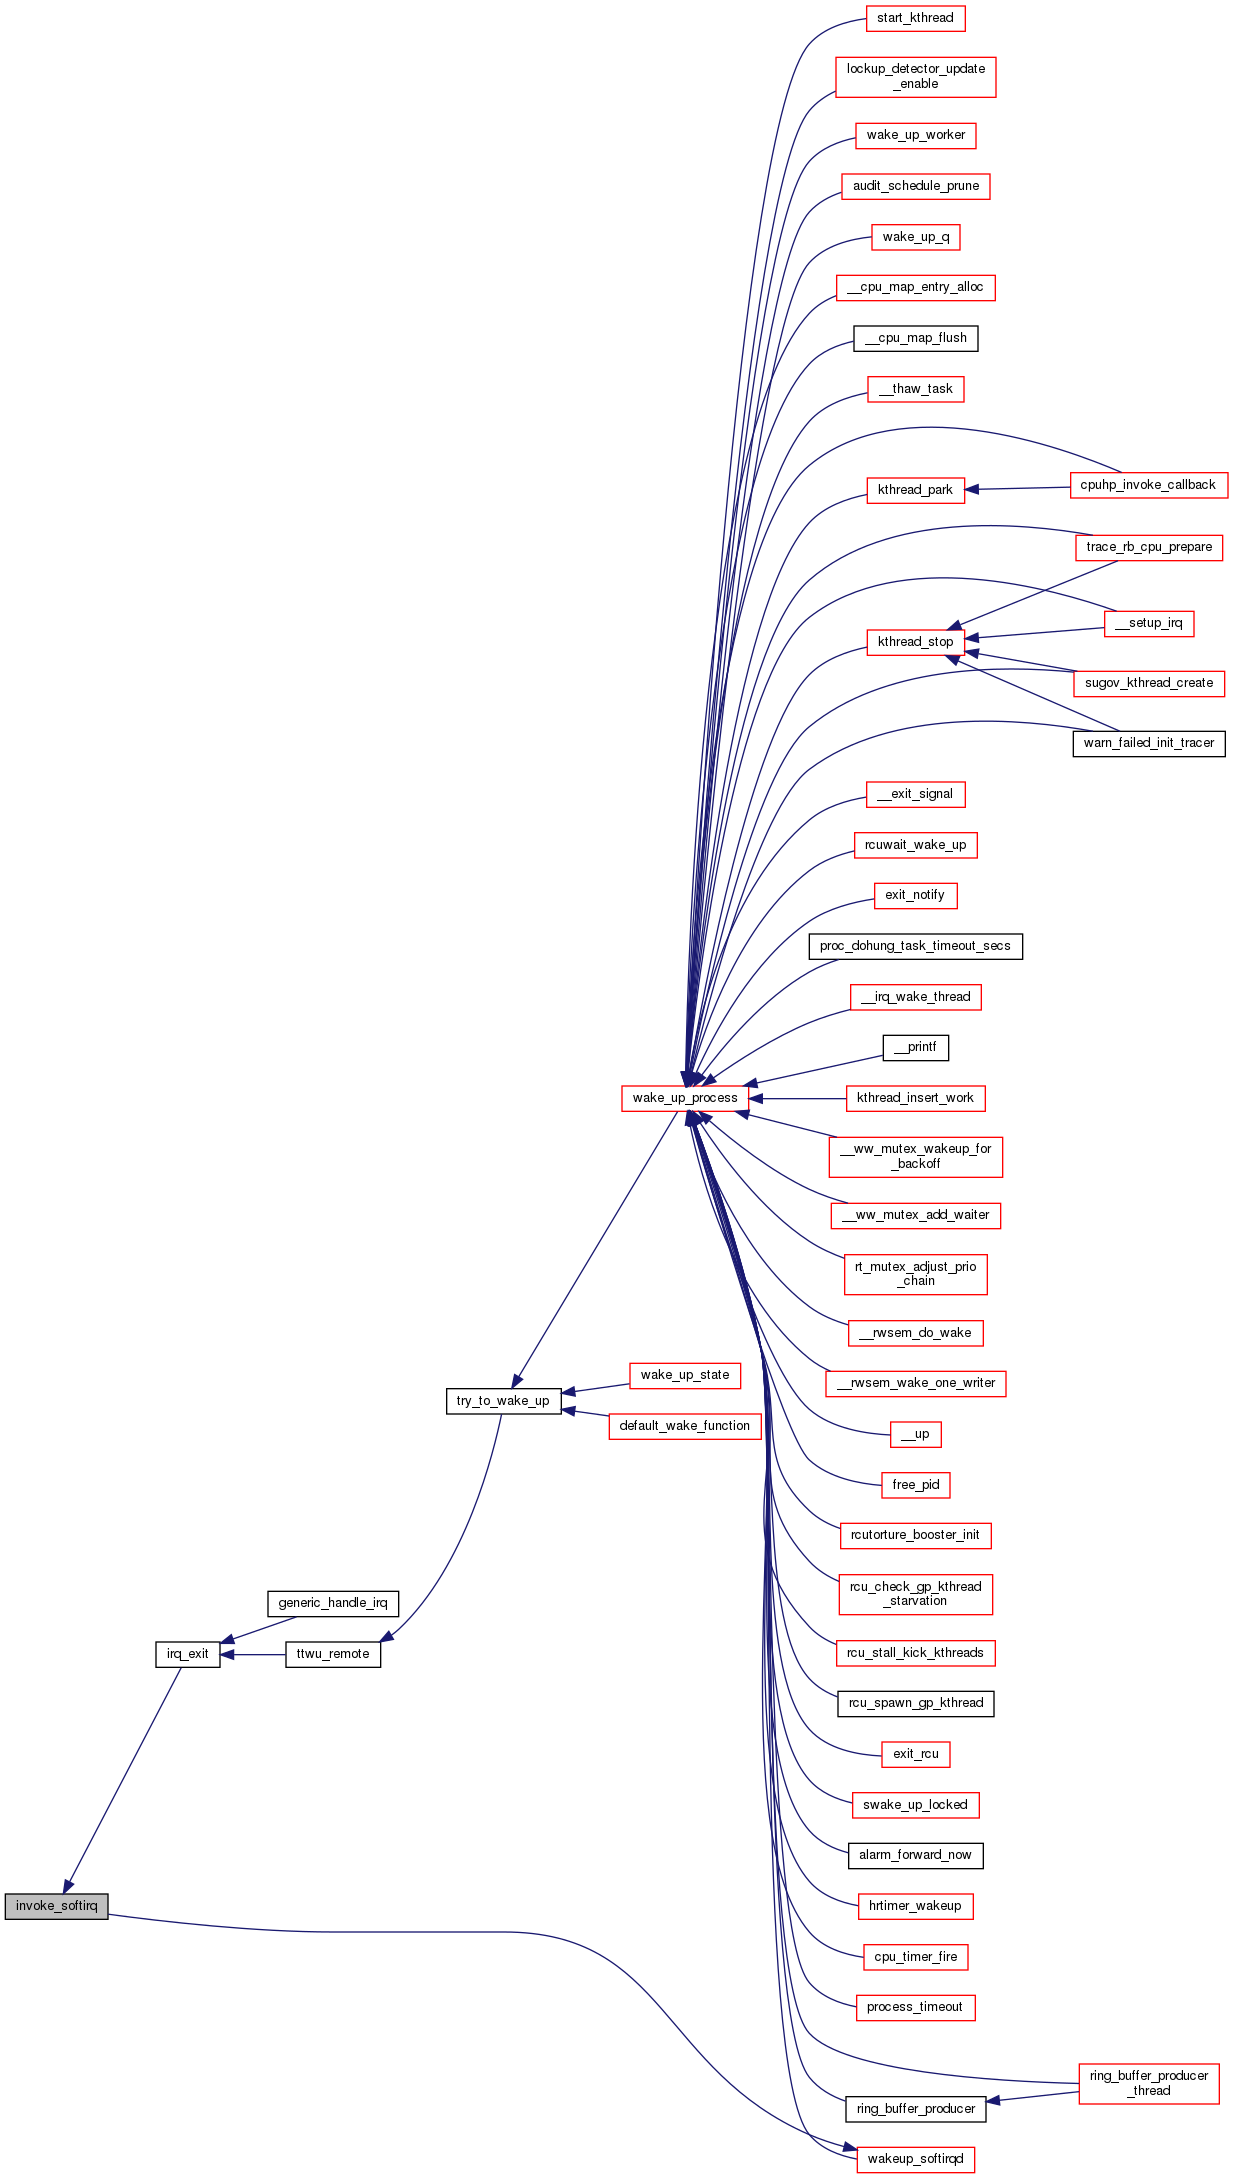 start_kthread
lockup_detector_update
_enable
wake_up_worker
audit_schedule_prune
wake_up_q
__cpu_map_entry_alloc
__cpu_map_flush
__thaw_task
cpuhp_invoke_callback
kthread_park
trace_rb_cpu_prepare
__setup_irq
kthread_stop
sugov_kthread_create
warn_failed_init_tracer
__exit_signal
rcuwait_wake_up
exit_notify
proc_dohung_task_timeout_secs
__irq_wake_thread
__printf
wake_up_process
kthread_insert_work
__ww_mutex_wakeup_for
_backoff
__ww_mutex_add_waiter
rt_mutex_adjust_prio
_chain
__rwsem_do_wake
wake_up_state
__rwsem_wake_one_writer
try_to_wake_up
default_wake_function
__up
free_pid
rcutorture_booster_init
rcu_check_gp_kthread
_starvation
generic_handle_irq
irq_exit
ttwu_remote
rcu_stall_kick_kthreads
rcu_spawn_gp_kthread
exit_rcu
swake_up_locked
alarm_forward_now
invoke_softirq
hrtimer_wakeup
cpu_timer_fire
process_timeout
ring_buffer_producer
_thread
ring_buffer_producer
wakeup_softirqd